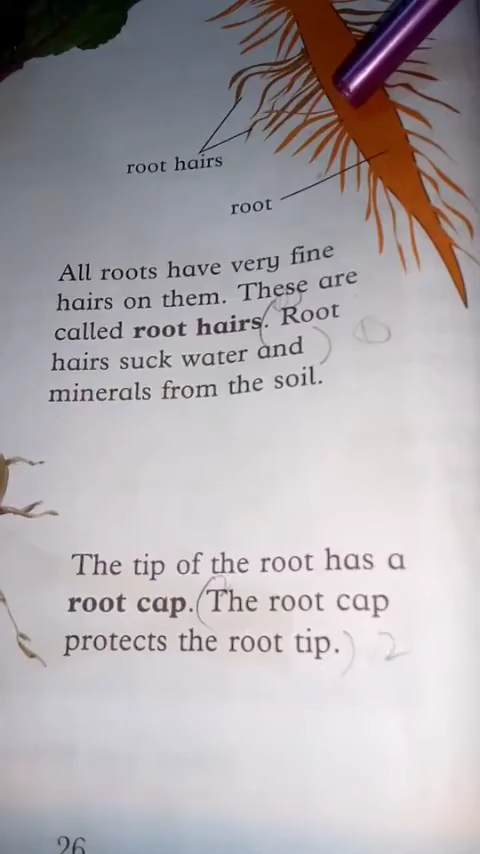 root hairs
root
All roots have very fine
hairs on them. These are
called root hairs. Root
hairs suck water and
minerals from the soil.
The tip of the root has a
root cap. The root cap
protects the root tip. 2
26